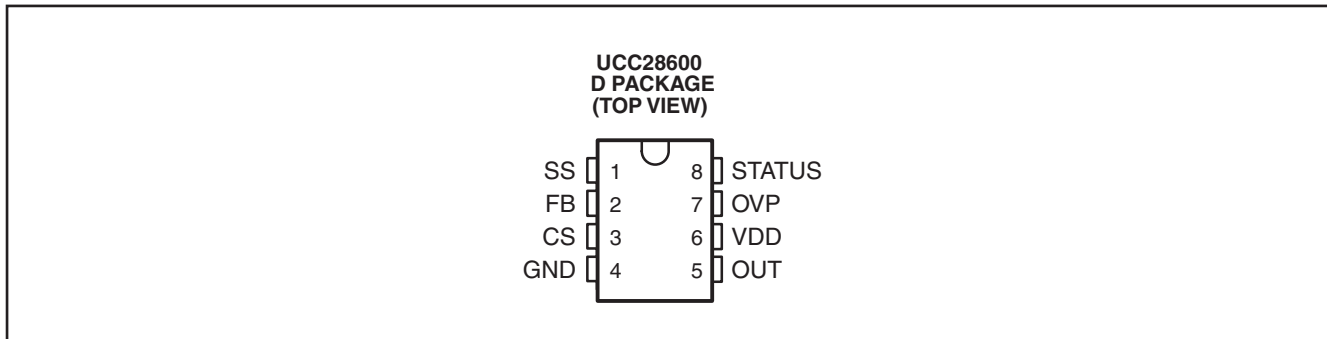 UCC28600
D PACKAGE
(TOP VIEW)
SS 1 8 STATUS
FB 2 7 OVP
CS 3 6 VDD
GND 4 5 OUT